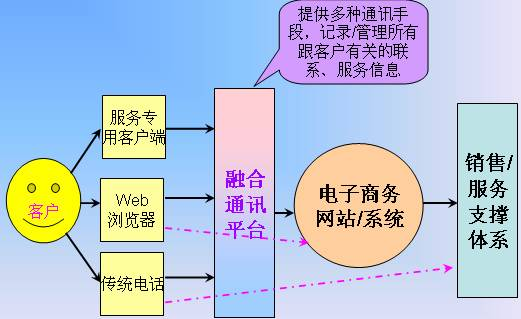 提供多种通讯手
段，记录/管理所有
跟客户有关的联
系、服务信息
服务专
用客户端
客户
Web
浏览器
传统电话
融合
通讯
平台
电子商务
网站/系统
销售/
服务
支撑
体系